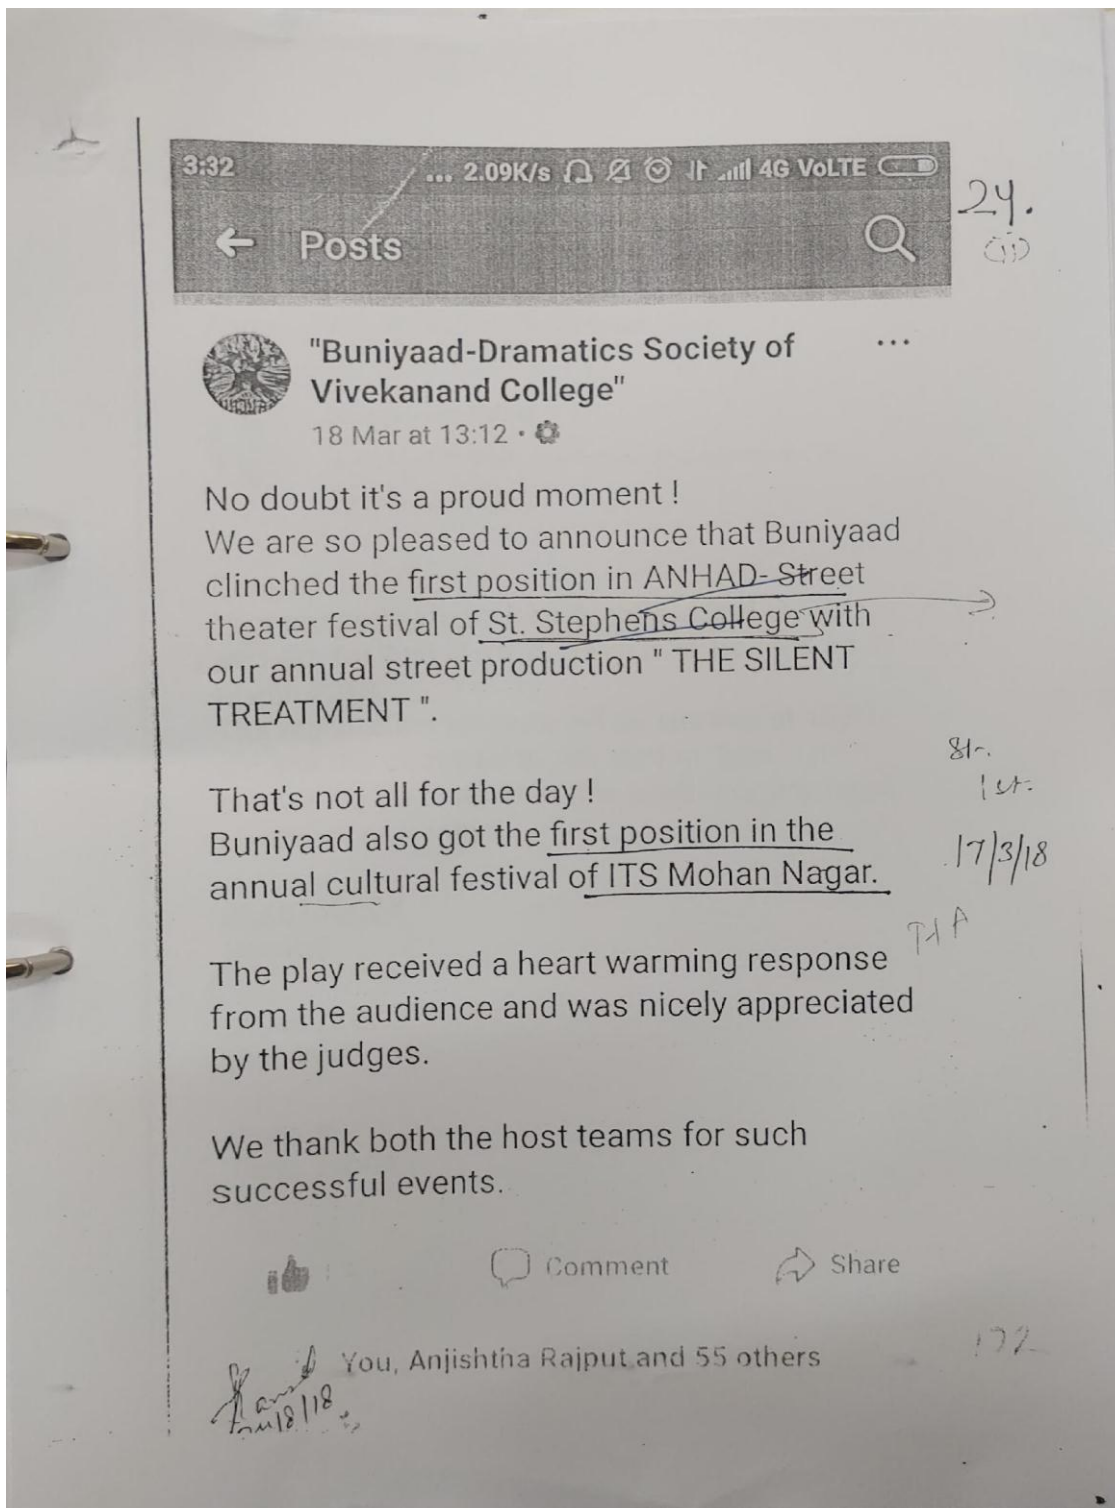 3:32 ... 2.09K/s 4G VoLTE
24.
Posts
"Buniyaad-Dramatics Society of
Vivekanand College"
18 Mar at 13:12 •
No doubt it's a proud moment !
We are so pleased to announce that Buniyaad
clinched the first position in ANHAD- Street
theater festival of St. Stephens College with
our annual street production " THE SILENT
TREATMENT ".
That's not all for the day !
1st.
Buniyaad also got the first position in the
17/3/18
annual cultural festival of ITS Mohan Nagar.
The play received a heart warming response
from the audience and was nicely appreciated
by the judges.
We thank both the host teams for such
successful events.
Comment Share
You, Anjishtha Rajput and 55 others